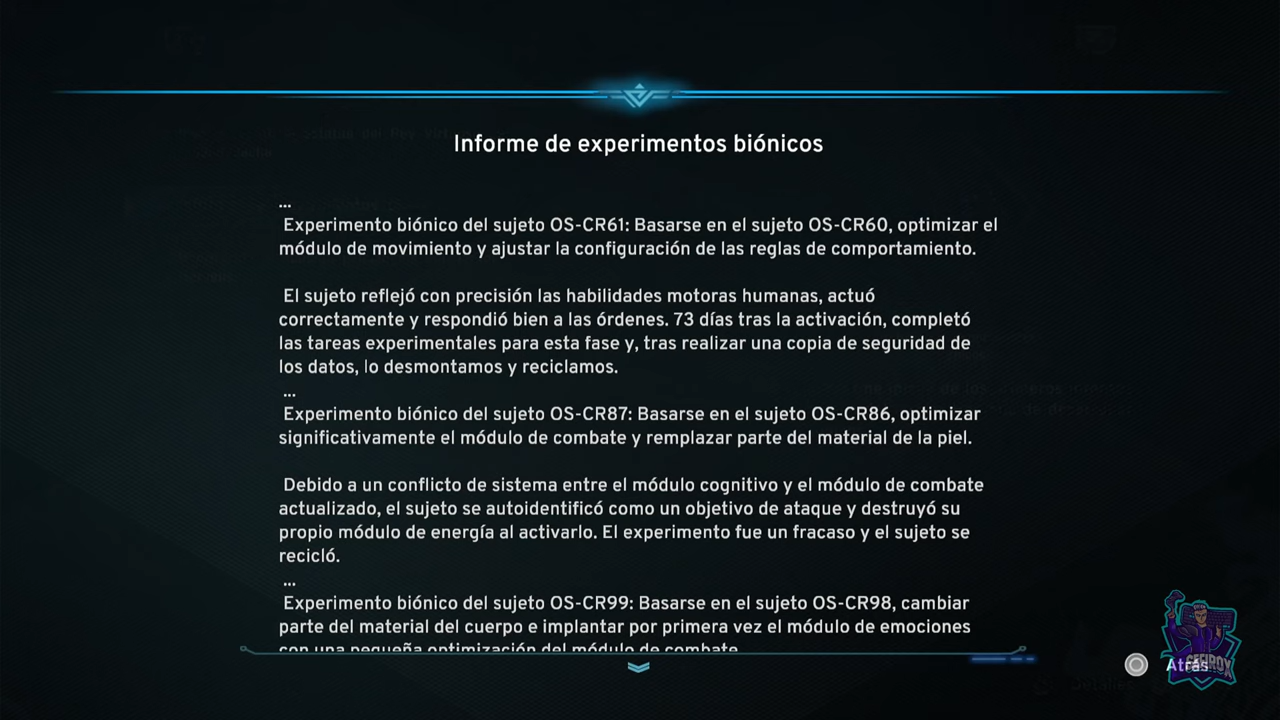 Informe de experimentos biónicos
...
Experimento biónico del sujeto OS-CR61: Basarse en el sujeto OS-CR60, optimizar el
módulo de movimiento y ajustar la configuración de las reglas de comportamiento.
El sujeto reflejó con precisión las habilidades motoras humanas, actuó
correctamente y respondió bien a las órdenes. 73 días tras la activación, completó
las tareas experimentales para esta fase y, tras realizar una copia de seguridad de
los datos, lo desmontamos y reciclamos.
...
Experimento biónico del sujeto OS-CR87: Basarse en el sujeto OS-CR86, optimizar
significativamente el módulo de combate y remplazar parte del material de la piel.
Debido a un conflicto de sistema entre el módulo cognitivo y el módulo de combate
actualizado, el sujeto se autoidentificó como un objetivo de ataque y destruyó su
propio módulo de energía al activarlo. El experimento fue un fracaso y el sujeto se
recicló.
...
Experimento biónico del sujeto OS-CR99: Basarse en el sujeto OS-CR98, cambiar
parte del material del cuerpo e implantar por primera vez el módulo de emociones
con una pequeña optimización del módulo de combate
Atrás